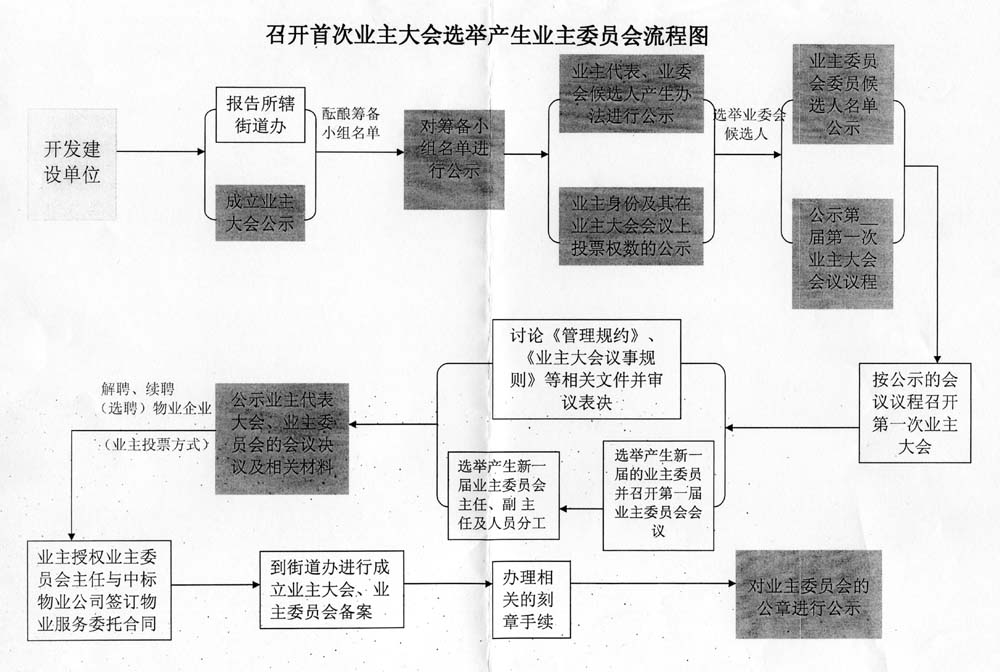 召开首次业主大会选举产生业主委员会流程图
开发建
设单位
报告所辖
街道办
成立业主
大会公示
酝酿筹备
小组名单
对筹备小
组名单进
行公示
业主代表、业委
会候选人产生办
法进行公示
业主身份及其在
业主大会会议上
投票权数的公示
选举业委会
候选人
业主委员
会委员候
选人名单
公示
公示第__
届第一次
业主大会
会议议程
按公示的会
议议程召开
第一次业主
大会
讨论《管理规约》、
《业主大会议事规
则》等相关文件并审
议表决
选举产生新一
届的业主委员
并召开第一届
业主委员会会
议
选举产生新一
届业主委员会
主任、副 主
任及人员分工
公示业主代表
大会、业主委
员会的会议决
议及相关材料
解聘、续聘
（选聘）物业企业
（业主投票方式）
业主授权业主委
员会主任与中标
物业公司签订物
业服务委托合同
到街道办进行成
立业主大会、业
主委员会备案
办理相
关的刻
章手续
对业主委员会的
公章进行公示